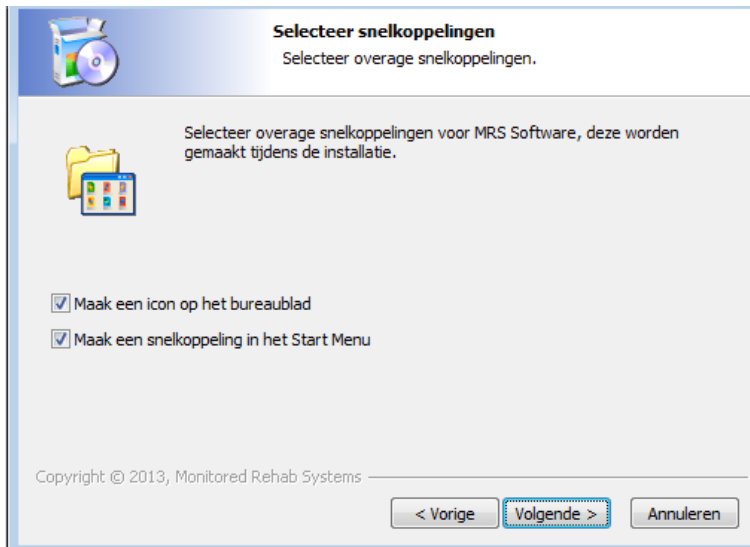 Selecteer snelkoppelingen
Selecteer overage snelkoppelingen.
Selecteer overage snelkoppelingen voor MRS Software, deze worden
gemaakt tijdens de installatie.
Maak een icon op het bureaublad
Maak een snelkoppeling in het Start Menu
Copyright © 2013, Monitored Rehab Systems
< Vorige Volgende > Annuleren